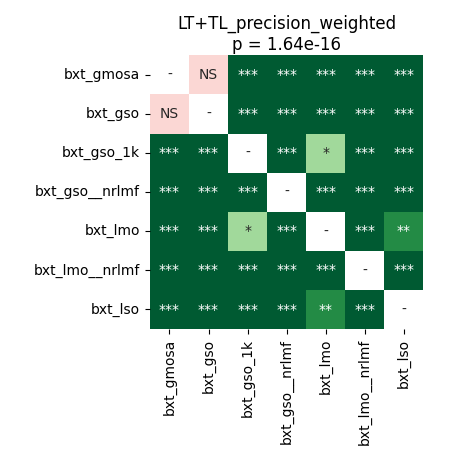 LT+TL_precision_weighted
p = 1.64e-16
bxt_gmosa - NS *** *** *** *** ***
bxt_gso NS - *** *** *** *** ***
bxt_gso_1k *** *** - *** * *** ***
bxt_gso__nrlmf *** *** *** - *** *** ***
bxt_lmo *** *** * *** - *** **
bxt_lmo__nrlmf *** *** *** *** *** - ***
bxt_lso *** *** *** *** ** *** -
bxt_gmosa
bxt_gso
bxt_gso_1k
bxt_gso__nrlmf
bxt_lmo
bxt_lmo__nrlmf
bxt_lso